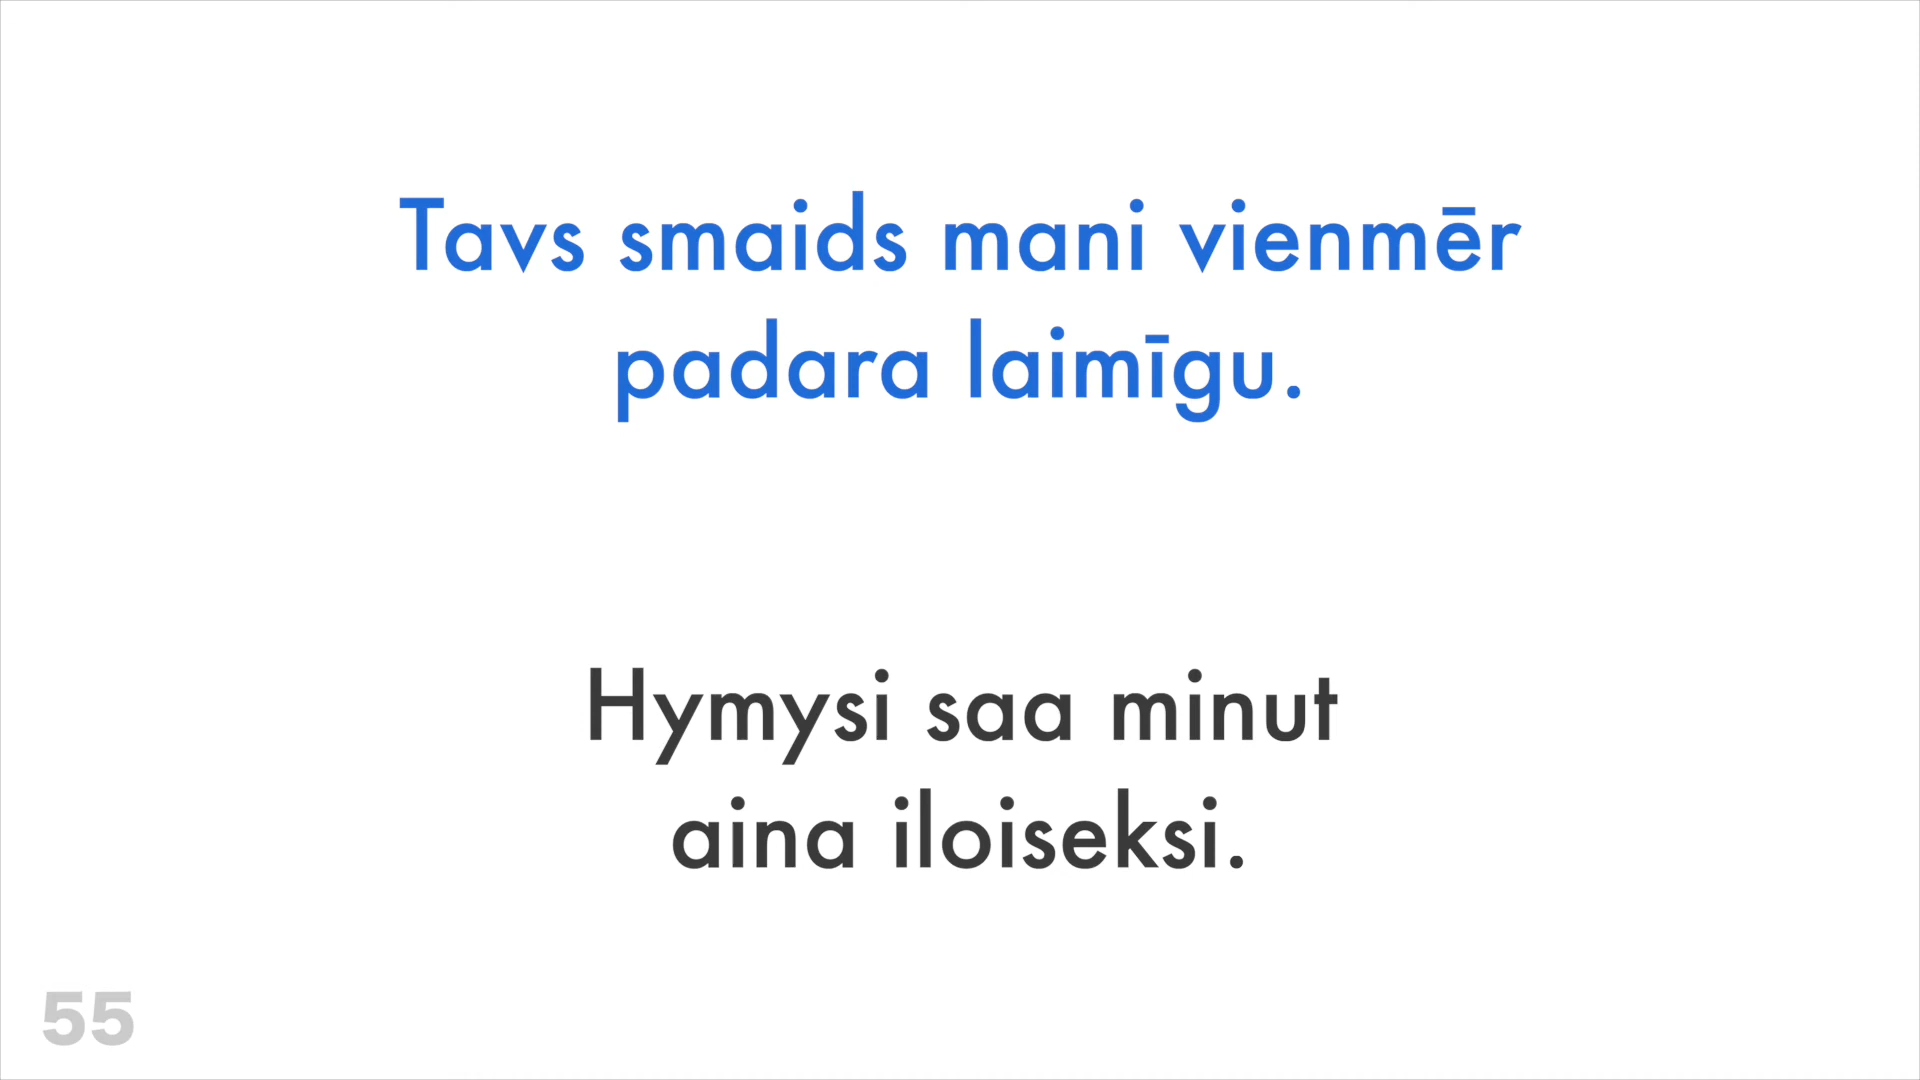 Tavs smaids mani vienmēr
padara laimīgu.
Hymysi saa minut
aina iloiseksi.
55